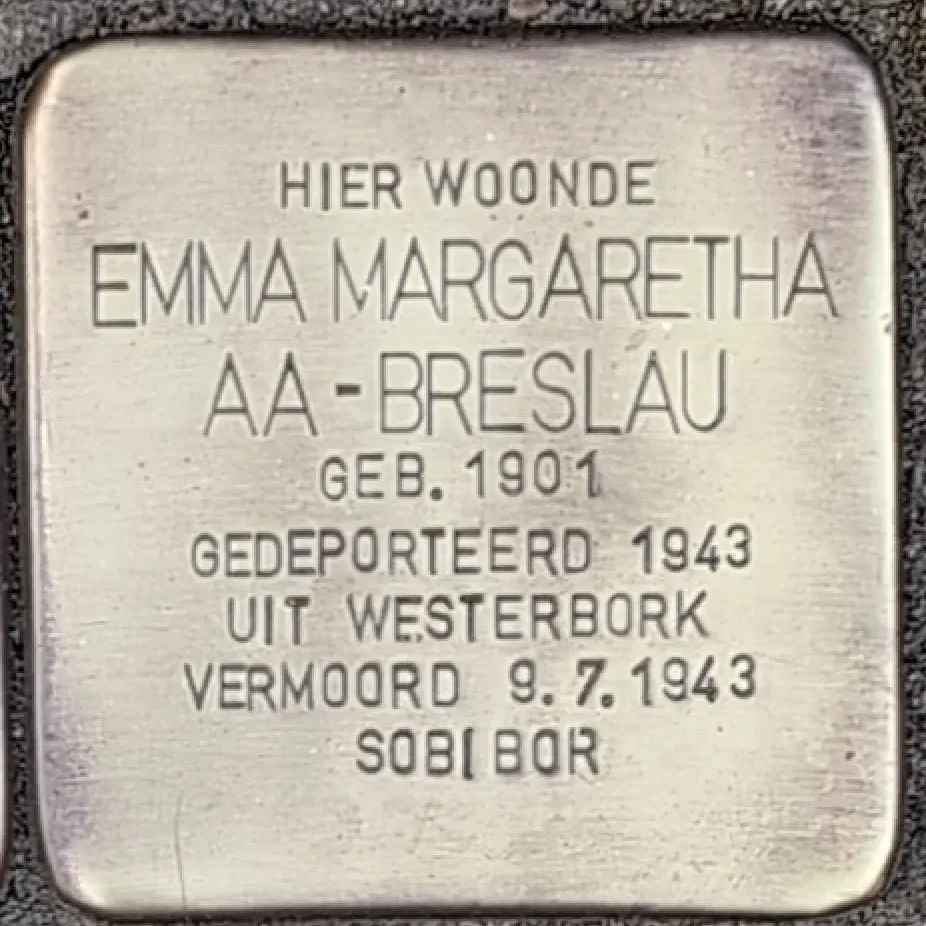 HIER WOONDE
EMMA MARGARETHA
AA-BRESLAU
GEB. 1901
GEDEPORTEERD 1943
UIT WESTERBORK
VERMOORD 9.7.1943
SOBIBOR